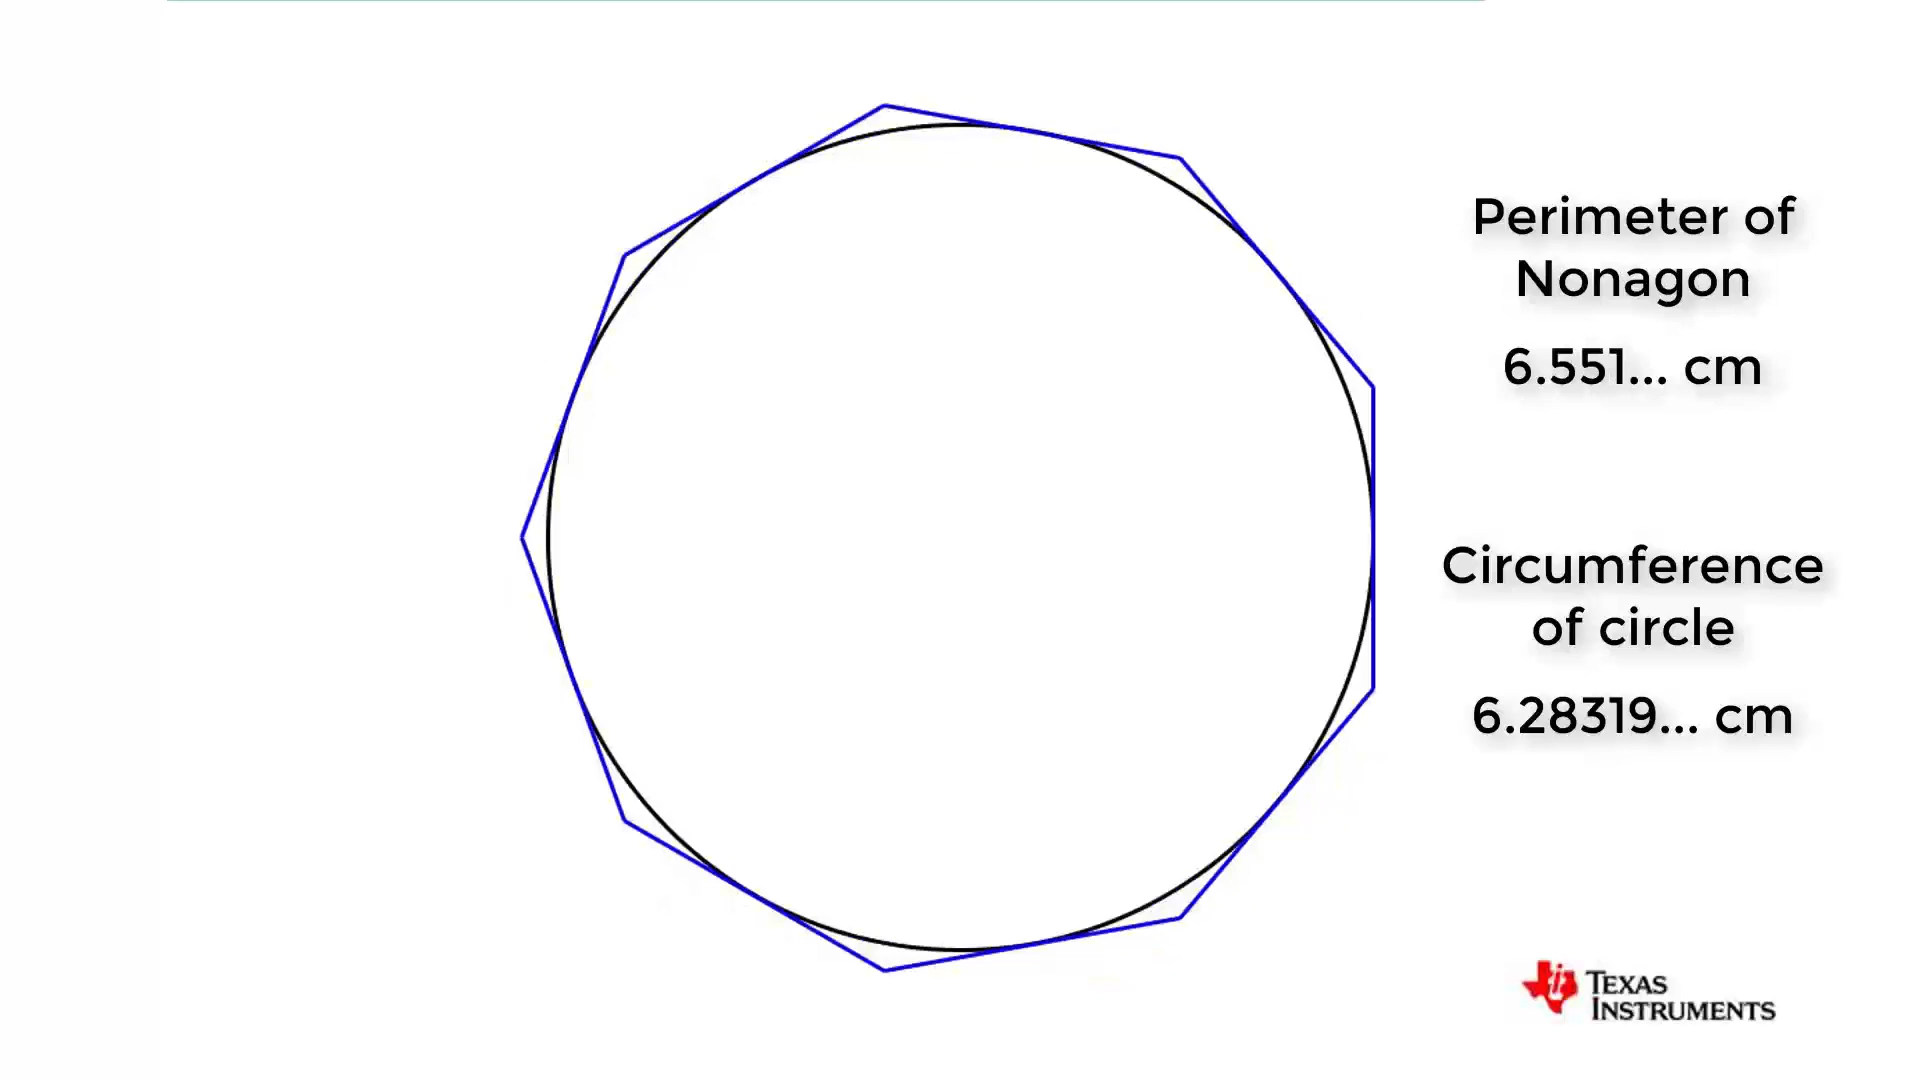 Perimeter of
Nonagon
6.551... cm
Circumference
of circle
6.28319... cm
TEXAS
INSTRUMENTS